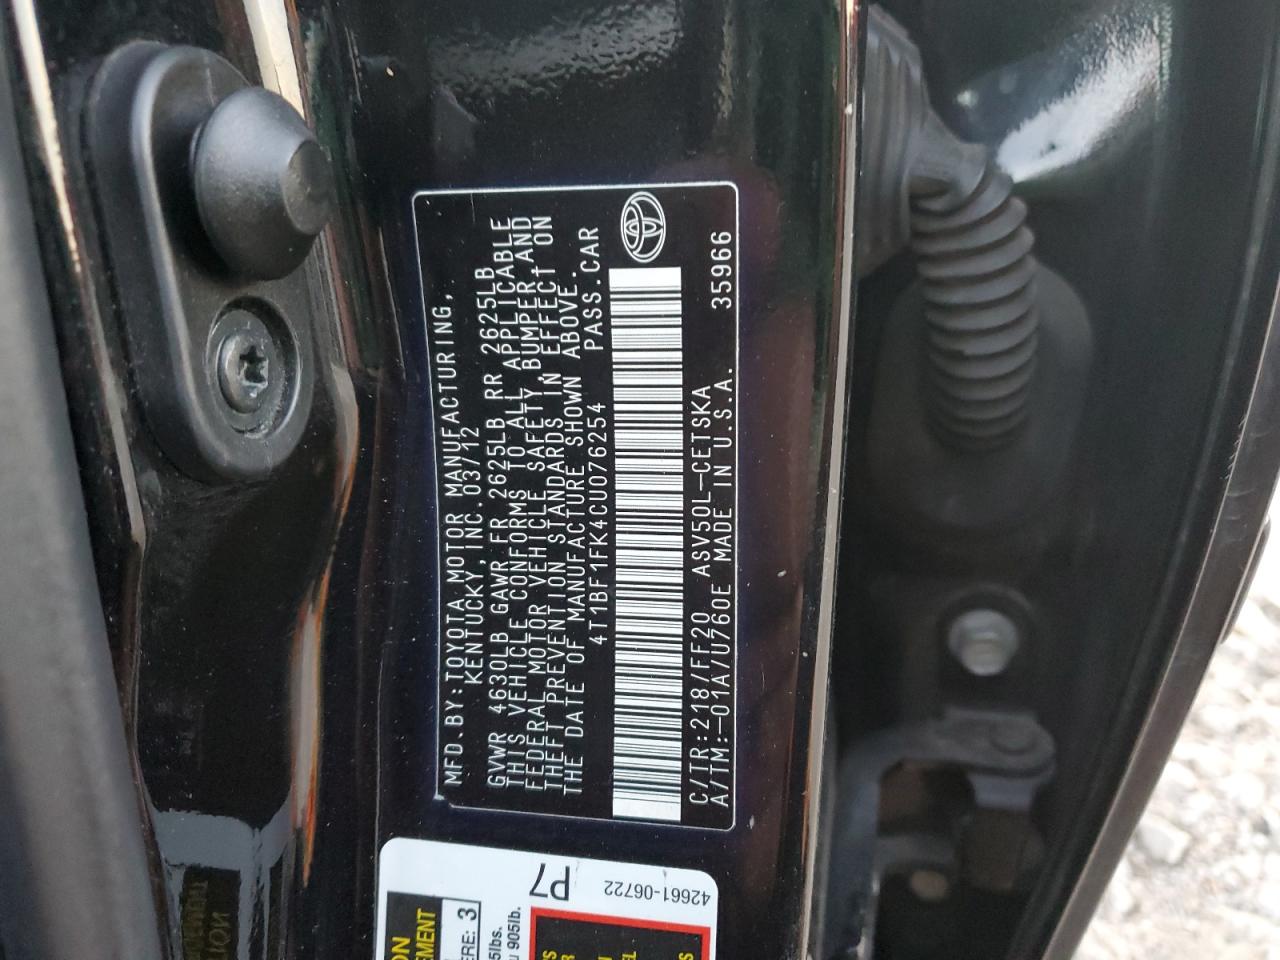 MFD.BY:TOYOTA MOTOR MANUFACTURING,
KENTUCKY,INC.03/12
GVWR 4630LB GAWR FR 2625LB RR 2625LB
THIS VEHICLE CONFORMS TO ALL APPLICABLE
FEDERAL MOTOR VEHICLE SAFETY,BUMPER,AND
THEFT PREVENTION STANDARDS IN EFFECT ON
THE DATE OF MANUFACTURE SHOWN ABOVE.
4T1BF1FK4CU076254 PASS.CAR
C/TR:218/FF20 ASV50L-CETSKA 35966
A/TM:-01A/U760E MADE IN U.S.A.
P7
42661-06722
3
905lb.